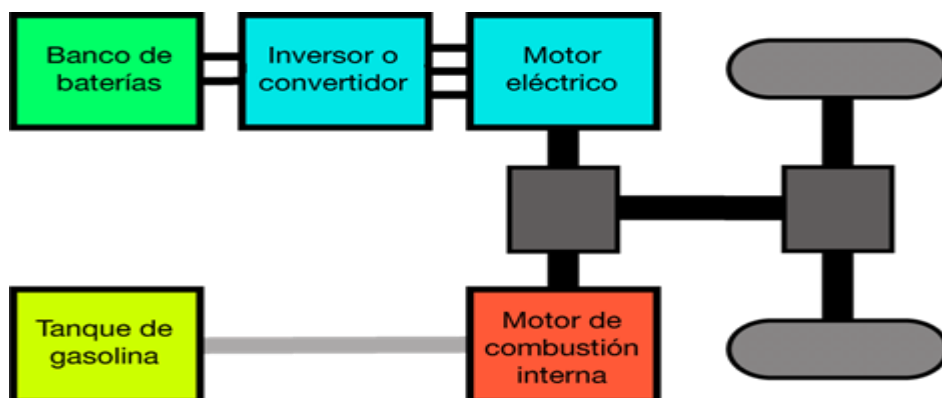 Banco de
baterías
Inversor o
convertidor
Motor
eléctrico
Tanque de
gasolina
Motor de
combustión
interna